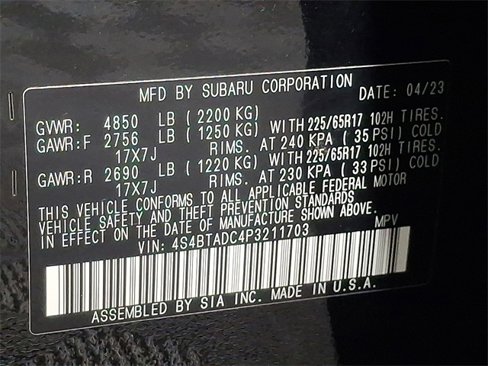 MFD BY SUBARU CORPORATION DATE: 04/23
GVWR: 4850 LB (2200 KG)
GAWR:F 2756 LB (1250 KG) WITH 225/65R17 102H TIRES.
17X7J RIMS. AT 240 KPA (35 PSI) COLD
GAWR:R 2690 LB (1220 KG) WITH 225/65R17 102H TIRES.
17X7J RIMS. AT 230 KPA (33 PSI) COLD
THIS VEHICLE CONFORMS TO ALL APPLICABLE FEDERAL MOTOR
VEHICLE SAFETY AND THEFT PREVENTION STANDARDS
IN EFFECT ON THE DATE OF MANUFACTURE SHOWN ABOVE.
VIN: 4S4BTADC4P3211703 MPV
ASSEMBLED BY SIA INC. MADE IN U.S.A.